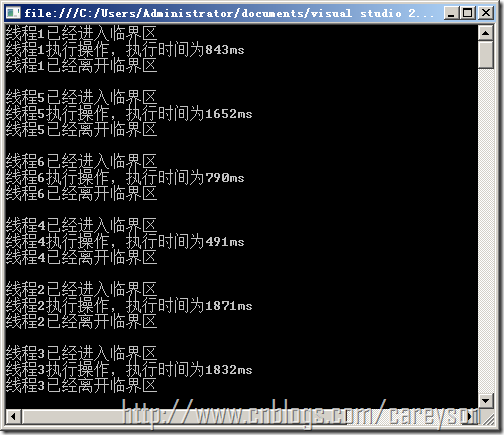 file:///C:/Users/Administrator/documents/visual studio 2...
线程1已经进入临界区
线程1执行操作，执行时间为843ms
线程1已经离开临界区
线程5已经进入临界区
线程5执行操作，执行时间为1652ms
线程5已经离开临界区
线程6已经进入临界区
线程6执行操作，执行时间为790ms
线程6已经离开临界区
线程4已经进入临界区
线程4执行操作，执行时间为491ms
线程4已经离开临界区
线程2已经进入临界区
线程2执行操作，执行时间为1871ms
线程2已经离开临界区
线程3已经进入临界区
线程3执行操作，执行时间为1832ms
线程3已经离开临界区
http://www.cnblogs.com/careyson